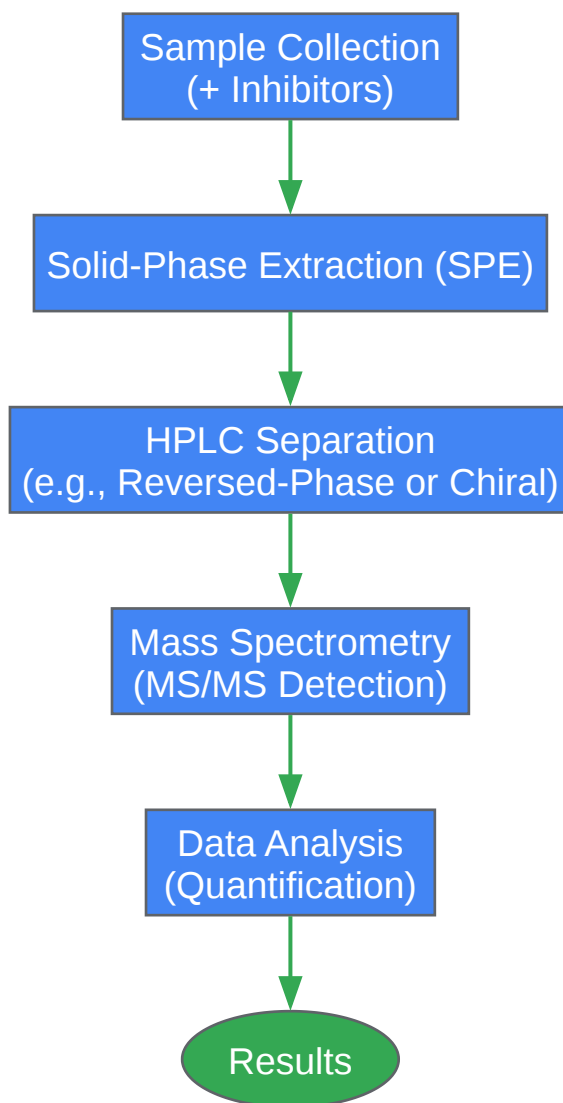 Sample Collection
(+ Inhibitors)
Solid-Phase Extraction (SPE)
HPLC Separation
(e.g., Reversed-Phase or Chiral)
Mass Spectrometry
(MS/MS Detection)
Data Analysis
(Quantification)
Results